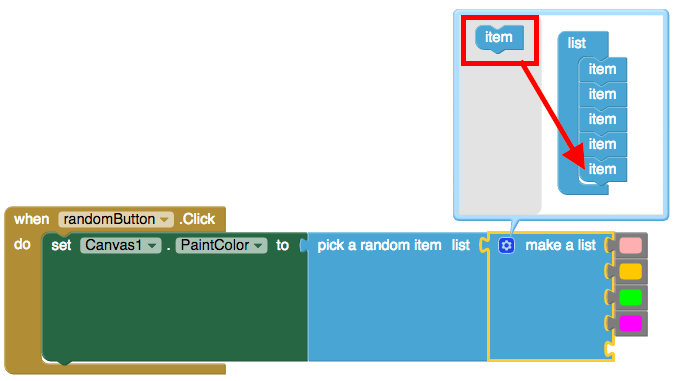 item
list
item
item
item
item
item
when randomButton .Click
do set Canvas1 . PaintColor to pick a random item list make a list